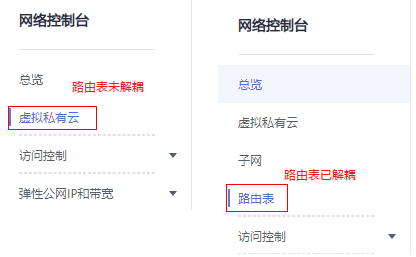 网络控制台
总览
路由表未解耦
虚拟私有云
访问控制
弹性公网IP和带宽
网络控制台
总览
虚拟私有云
子网
路由表已解耦
路由表
访问控制